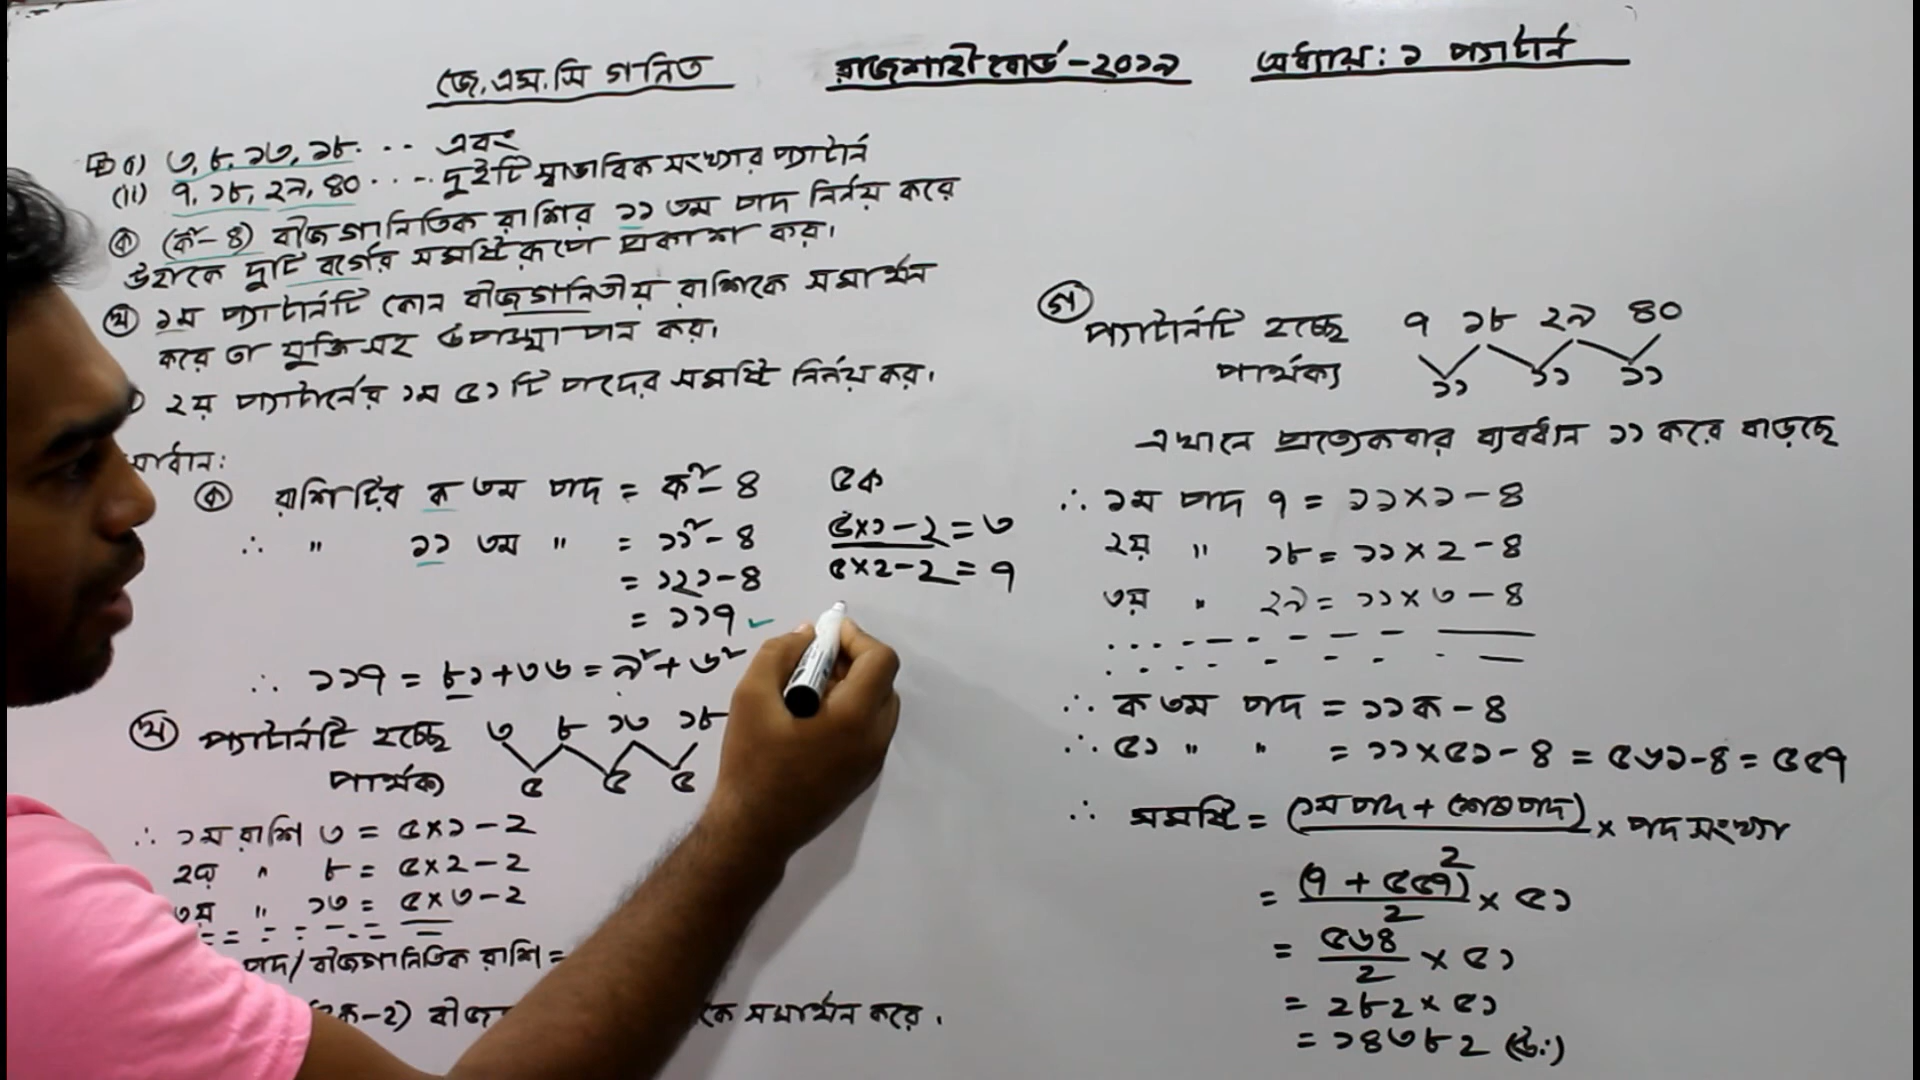 জে.এস.সি গনিত রাজশাহী বোর্ড-২০১৯ অধ্যায়: ১ প্যাটার্ন
(i) ৩, ৮, ১৩, ১৮. ... এবং
(ii) ৭, ১৮, ২৯, ৪০ .... দুইটি স্বাভাবিক সংখ্যার প্যাটার্ন
ক (ক²-৪) বীজগানিতিক রাশির ১১ তম পদ নির্নয় করে
উহাকে দুটি বর্গের সমষ্টি রূপে প্রকাশ কর।
খ ১ম প্যাটার্নটি কোন বীজগানিতীয় রাশিকে সমার্থন
করে তা যুক্তি সহ উপস্থাপন কর।
২য় প্যাটার্নের ১ম ৫১ টি পদের সমষ্টি নির্নয় কর।
ক রাশিটির ক তম পদ = ক²-৪
∴ " ১১ তম " = ১১²-৪
= ১২১-৪
= ১১৭ ✓
∴ ১১৭ = ৮১+৩৬ = ৯²+৬²
৫ক
৫×১-২ = ৩
৫×২-২ = ৭
খ প্যাটার্নটি হচ্ছে ৩ ৮ ১৩ ১৮
পার্থক্য ৫ ৫ ৫
∴ ১ম রাশি ৩ = ৫×১-২
২য় " ৮ = ৫×২-২
৩য় " ১৩ = ৫×৩-২
পদ/বীজগানিতিক রাশি =
ক-২) বীজ কে সমার্থন করে।
গ প্যাটার্নটি হচ্ছে ৭ ১৮ ২৯ ৪০
পার্থক্য ১১ ১১ ১১
এখানে প্রত্যেকবার ব্যবধান ১১ করে বাড়ছে
∴ ১ম পদ ৭ = ১১×১-৪
২য় " ১৮ = ১১×২-৪
৩য় " ২৯ = ১১×৩-৪
∴ ক তম পদ = ১১ক-৪
∴ ৫১ " " = ১১×৫১-৪ = ৫৬১-৪ = ৫৫৭
∴ সমষ্টি = (১ম পদ + শেষ পদ)/২ × পদ সংখ্যা
= (৭+৫৫৭)/২ × ৫১
= ৫৬৪/২ × ৫১
= ২৮২×৫১
= ১৪৩৮২ (উ:)